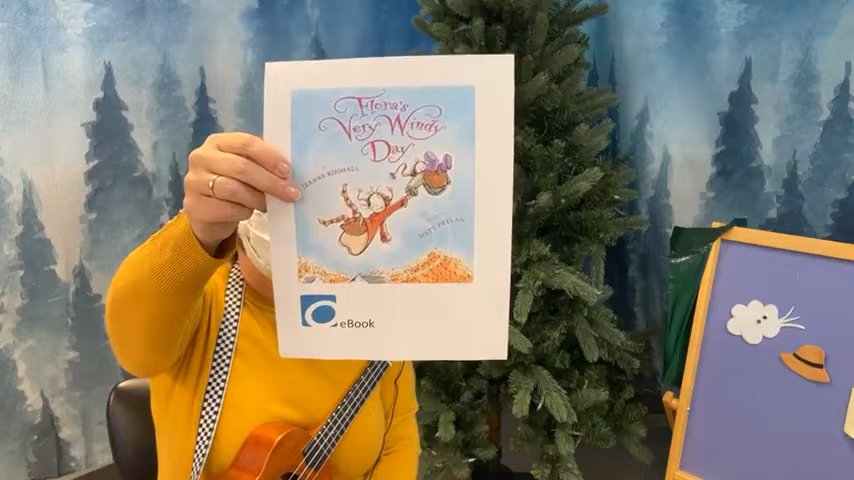 Flora's
Very Windy
Day
JEANNE BIRDSALL
MATT PHELAN
eBook